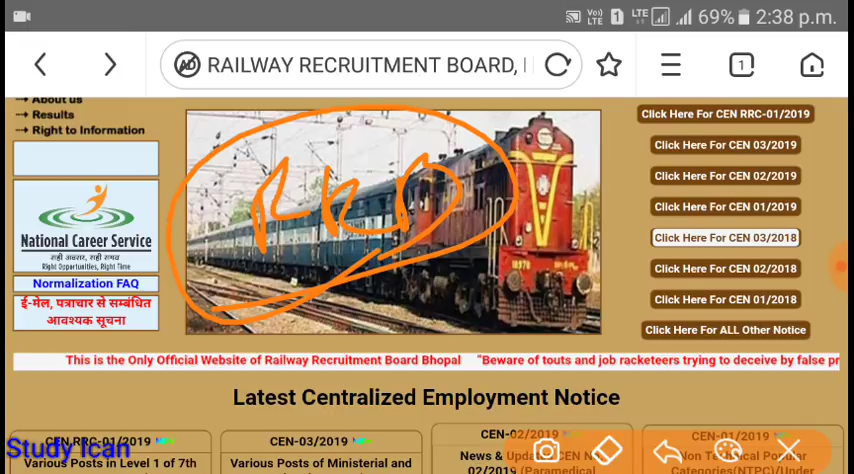 Vo) LTE 1 LTE 69% 2:38 p.m.
AD RAILWAY RECRUITMENT BOARD, 1
About us
Results
Right to Information
National Career Service
सही अवसर, सही समय
Right Opportunities, Right Time
Normalization FAQ
ई-मेल, पत्राचार से सम्बंधित
आवश्यक सूचना
Click Here For CEN RRC-01/2019
Click Here For CEN 03/2019
Click Here For CEN 02/2019
Click Here For CEN 01/2019
Click Here For CEN 03/2018
Click Here For CEN 02/2018
Click Here For CEN 01/2018
Click Here For ALL Other Notice
This is the Only Official Website of Railway Recruitment Board Bhopal "Beware of touts and job racketeers trying to deceive by false pr
Latest Centralized Employment Notice
CEN RRC-01/2019
Various Posts in Level 1 of 7th
CEN-03/2019
Various Posts of Ministerial and
CEN-02/2019
News & Updates CEN No
02/2019 (Paramedical
CEN-01/2019
Non Technical Popular
Categories(NTPC)/Under
Study Ican